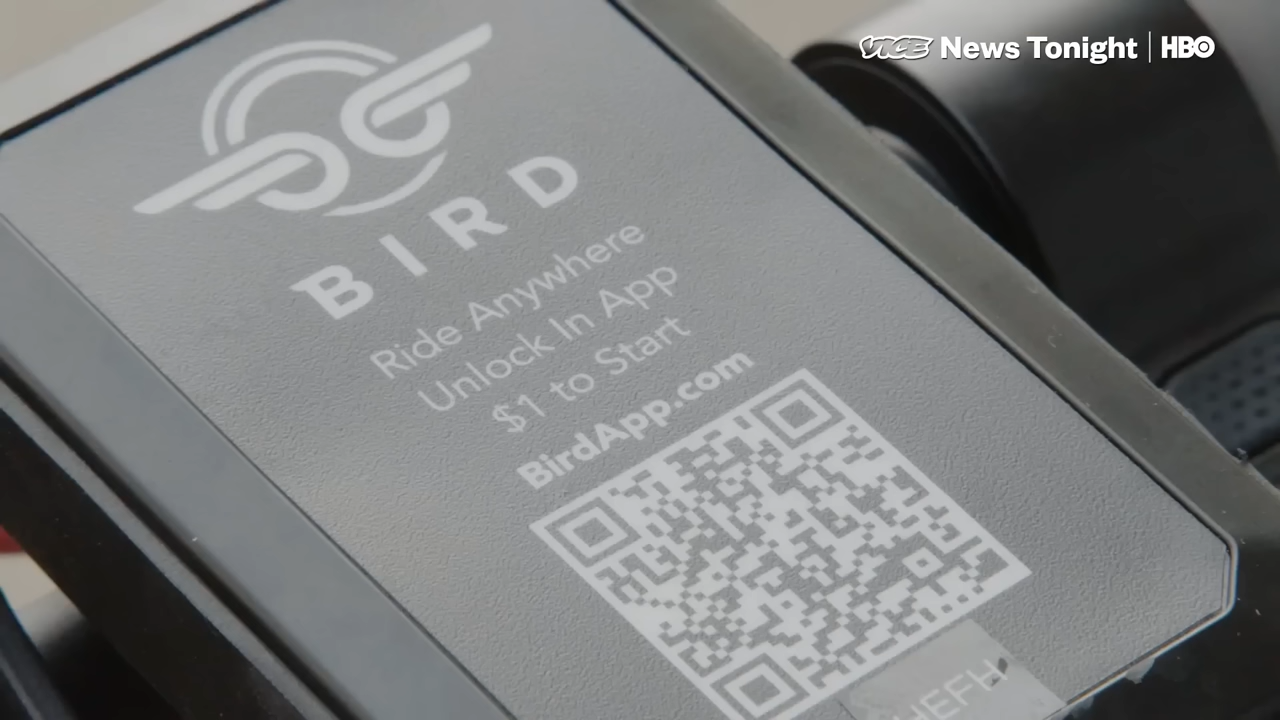 VICE News Tonight | HBO
BIRD
Ride Anywhere
Unlock In App
$1 to Start
BirdApp.com